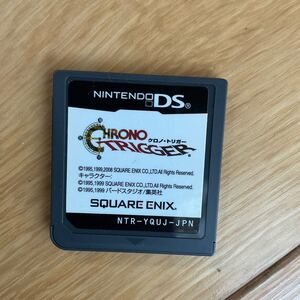 NINTENDO DS
CHRONO
クロノ・トリガー
TRIGGER
©1995,1999,2008 SQUARE ENIX CO.,LTD.All Rights Reserved.
キャラクター:
©1995,1999 SQUARE ENIX CO.,LTD.All Rights Reserved.
©1995,1999 バードスタジオ/集英社
SQUARE ENIX.
NTR-YQUJ-JPN